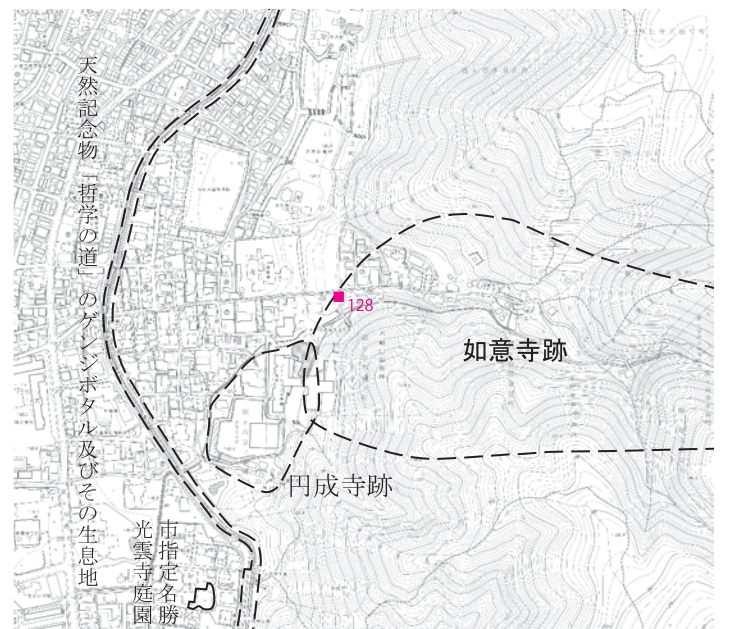 天然記念物「哲学の道」のゲンジボタル及びその生息地
128
如意寺跡
円成寺跡
市指定名勝
光雲寺庭園